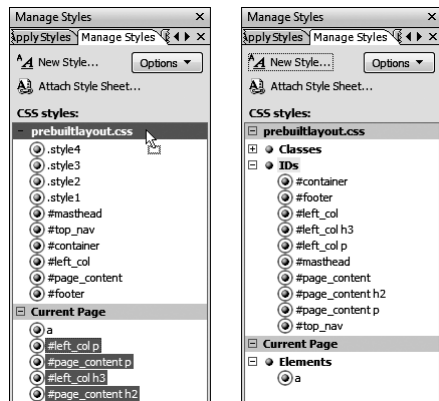 Manage Styles ×
Apply Styles Manage Styles
New Style... Options
Attach Style Sheet...
CSS styles:
prebuiltlayout.css
.style4
.style3
.style2
.style1
#masthead
#top_nav
#container
#left_col
#page_content
#footer
Current Page
a
#left_col p
#page_content p
#left_col h3
#page_content h2
Manage Styles ×
pply Styles Manage Styles
New Style... Options
Attach Style Sheet...
CSS styles:
prebuiltlayout.css
Classes
IDs
#container
#footer
#left_col
#left_col h3
#left_col p
#masthead
#page_content
#page_content h2
#page_content p
#top_nav
Current Page
Elements
a